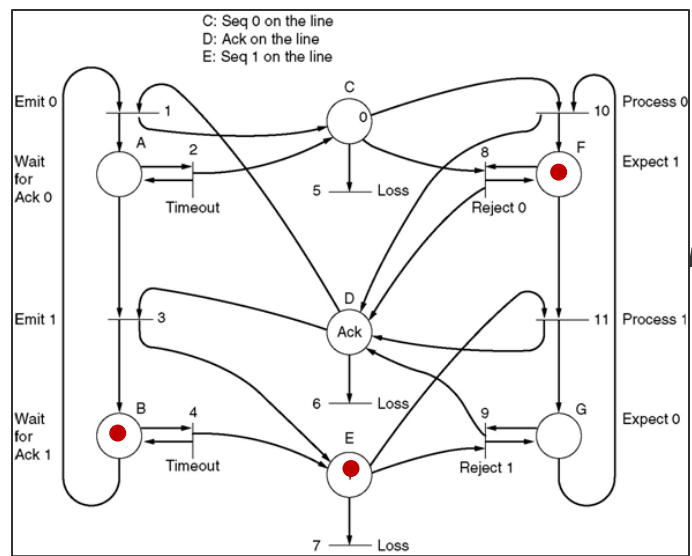 C: Seq 0 on the line
D: Ack on the line
E: Seq 1 on the line
C
Emit 0
1
0
10
Process 0
A
2
8
F
Wait
for
Ack 0
Expect 1
Timeout
5
Loss
Reject 0
D
Emit 1
3
Ack
11
Process 1
B
4
6
Loss
9
G
Wait
for
Ack 1
E
Expect 0
Timeout
Reject 1
7
Loss